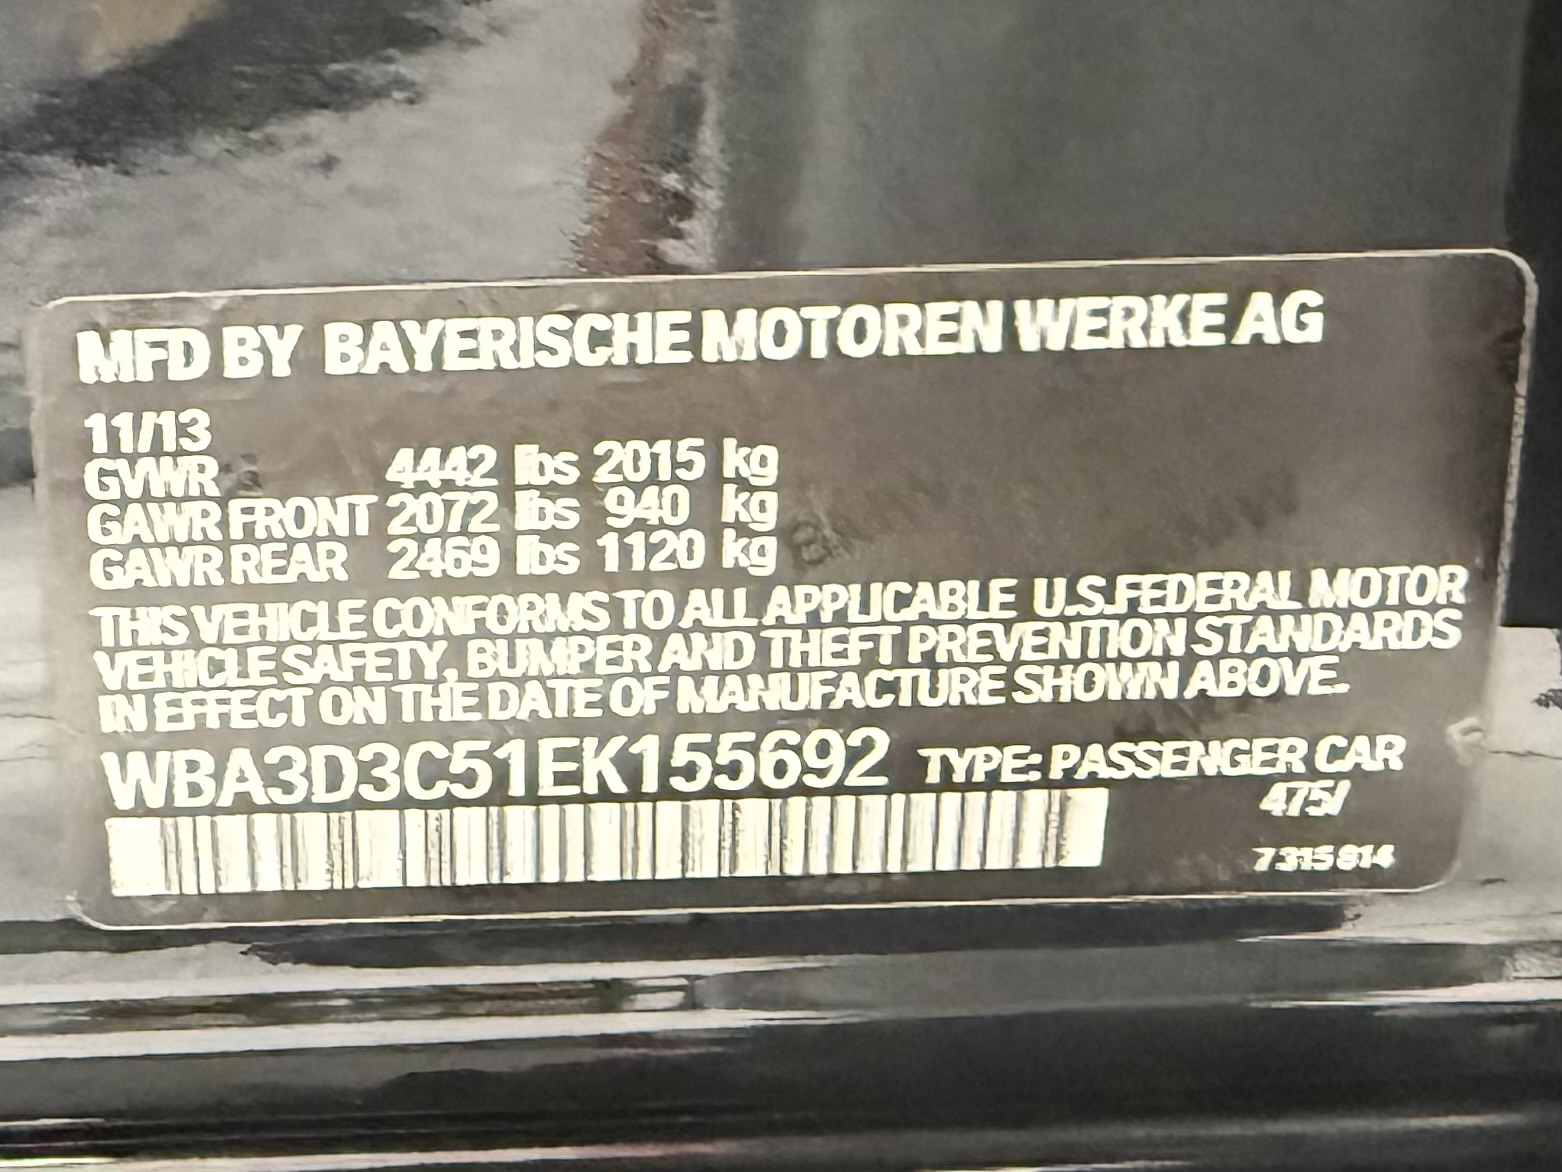 MFD BY BAYERISCHE MOTOREN WERKE AG
11/13
GVWR 4442 lbs 2015 kg
GAWR FRONT 2072 lbs 940 kg
GAWR REAR 2469 lbs 1120 kg
THIS VEHICLE CONFORMS TO ALL APPLICABLE U.S.FEDERAL MOTOR
VEHICLE SAFETY, BUMPER AND THEFT PREVENTION STANDARDS
IN EFFECT ON THE DATE OF MANUFACTURE SHOWN ABOVE.
WBA3D3C51EK155692 TYPE: PASSENGER CAR
475/